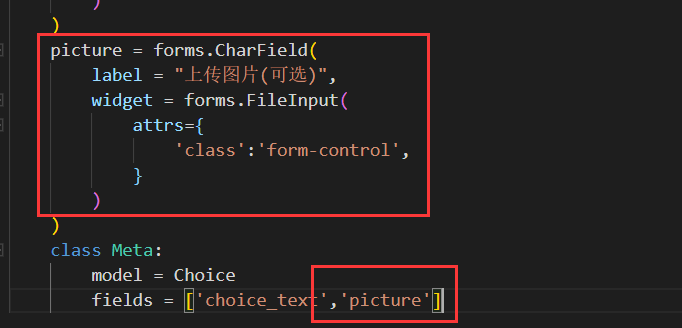 )
)
picture = forms.CharField(
label = "上传图片(可选)",
widget = forms.FileInput(
attrs={
'class':'form-control',
}
)
)
class Meta:
model = Choice
fields = ['choice_text','picture']